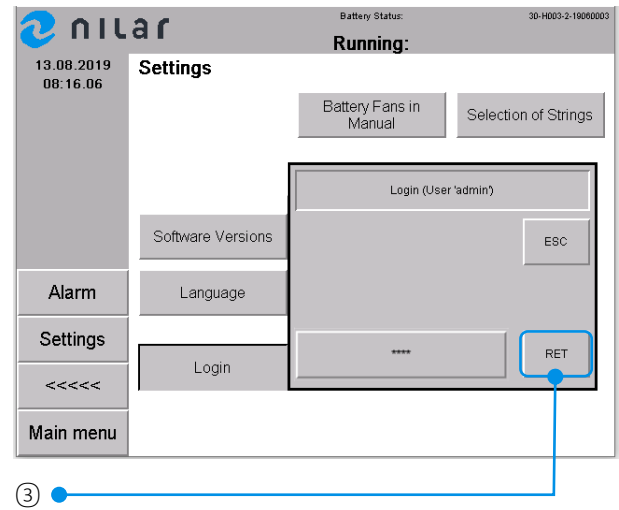 nilar
Battery Status:
30-H003-2-19060003
Running:
13.08.2019
08:16.06
Settings
Battery Fans in
Manual
Selection of Strings
Login (User 'admin')
Software Versions
ESC
Alarm
Language
Settings
****
RET
Login
<<<<<
Main menu
3